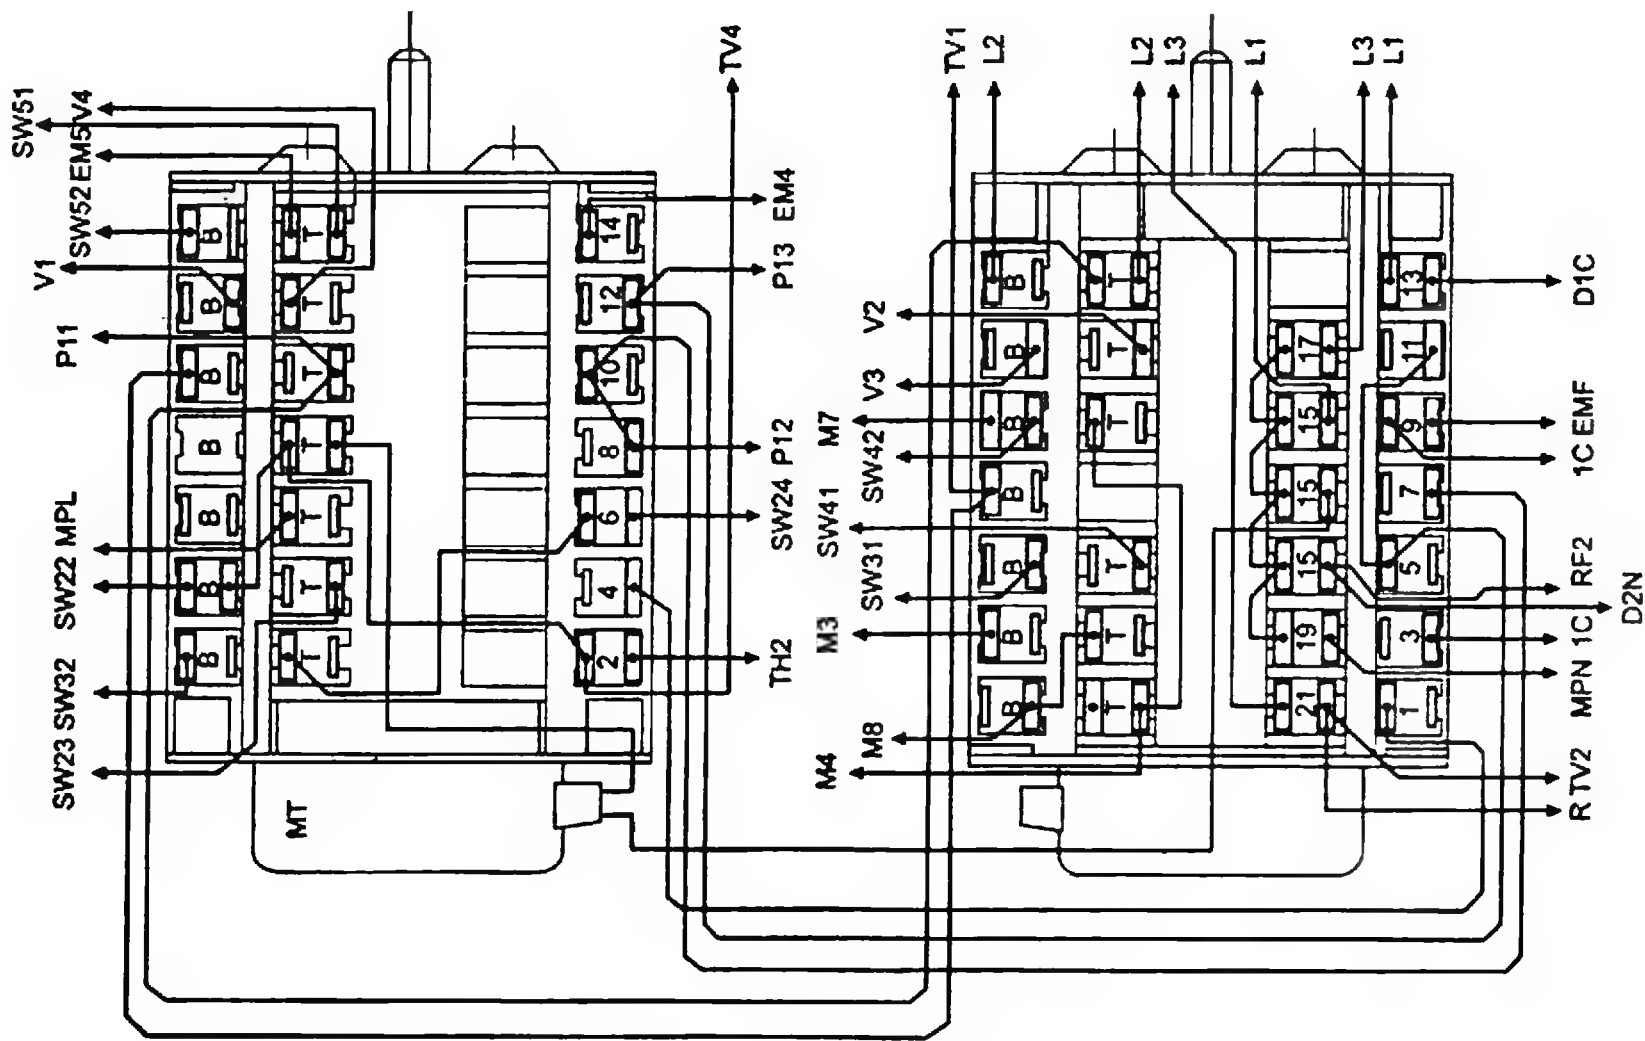 SW51
V4
EM5
SW52
V1
P11
MPL
SW22
SW32
SW23
TV4
EM4
P13
P12
SW24
TH2
B
B
B
B
B
B
B
T
T
T
T
T
T
T
14
12
10
8
6
4
2
MT
TV1
L2
L2
L3
L1
L3
L1
V2
V3
M7
SW42
SW41
SW31
M3
M8
M4
B
B
B
B
B
B
B
T
T
T
T
T
T
17
15
15
15
19
21
13
11
9
7
5
3
1
D1C
EMF
1C
RF2
D2N
1C
MPN
TV2
R